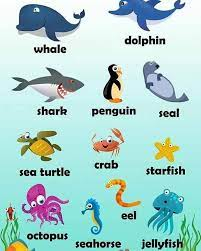 whale
dolphin
shark
penguin
seal
sea turtle
crab
starfish
octopus
seahorse
eel
jellyfish